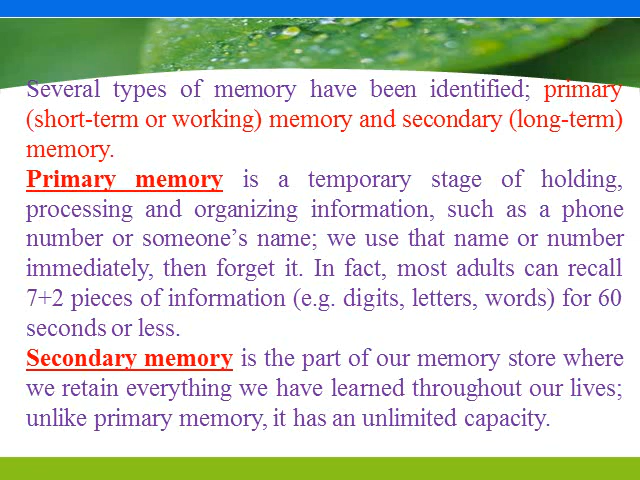 Several types of memory have been identified; primary
(short-term or working) memory and secondary (long-term)
memory.
Primary memory is a temporary stage of holding,
processing and organizing information, such as a phone
number or someone’s name; we use that name or number
immediately, then forget it. In fact, most adults can recall
7+2 pieces of information (e.g. digits, letters, words) for 60
seconds or less.
Secondary memory is the part of our memory store where
we retain everything we have learned throughout our lives;
unlike primary memory, it has an unlimited capacity.